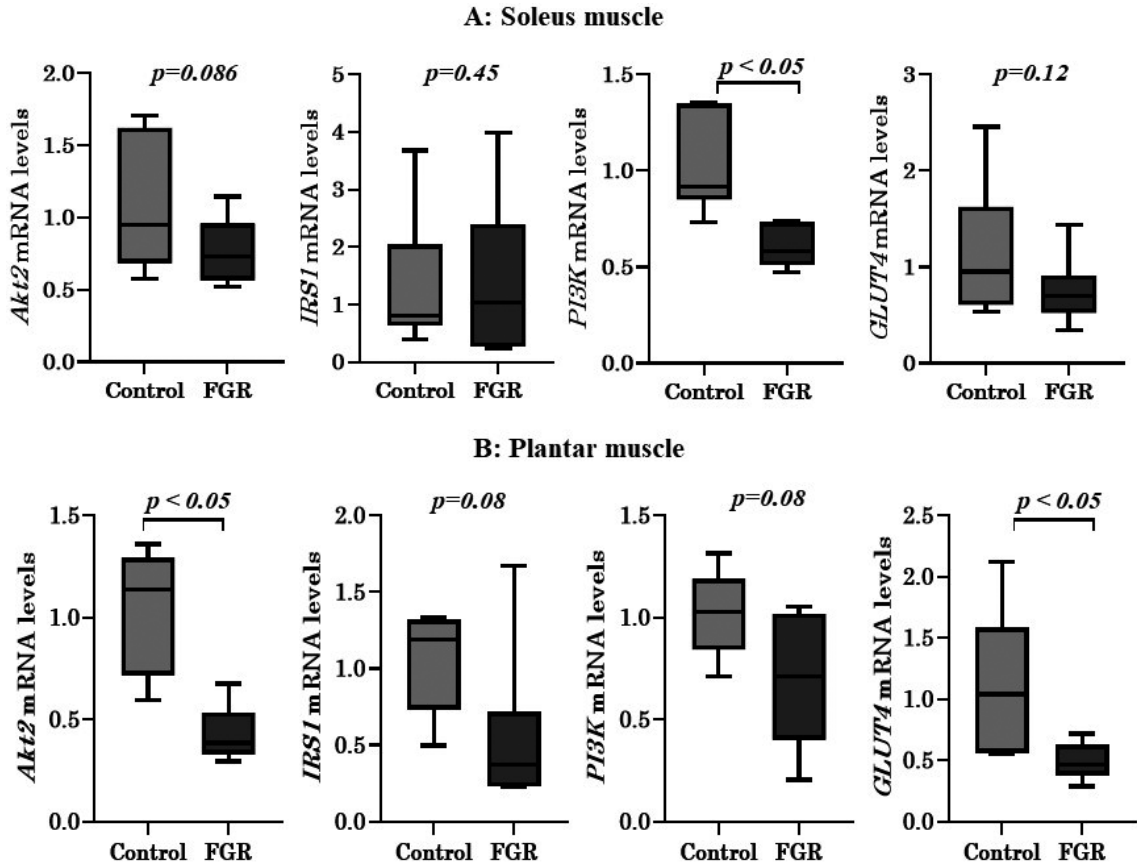 A: Soleus muscle
p=0.086
Akt2 mRNA levels
2.0
1.5
1.0
0.5
0.0
Control FGR
p=0.45
IRS1 mRNA levels
5
4
3
2
1
0
Control FGR
p < 0.05
PI3K mRNA levels
1.5
1.0
0.5
0.0
Control FGR
p=0.12
GLUT4 mRNA levels
3
2
1
0
Control FGR
B: Plantar muscle
p < 0.05
Akt2 mRNA levels
1.5
1.0
0.5
0.0
Control FGR
p=0.08
IRS1 mRNA levels
2.0
1.5
1.0
0.5
0.0
Control FGR
p=0.08
PI3K mRNA levels
1.5
1.0
0.5
0.0
Control FGR
p < 0.05
GLUT4 mRNA levels
2.5
2.0
1.5
1.0
0.5
0.0
Control FGR